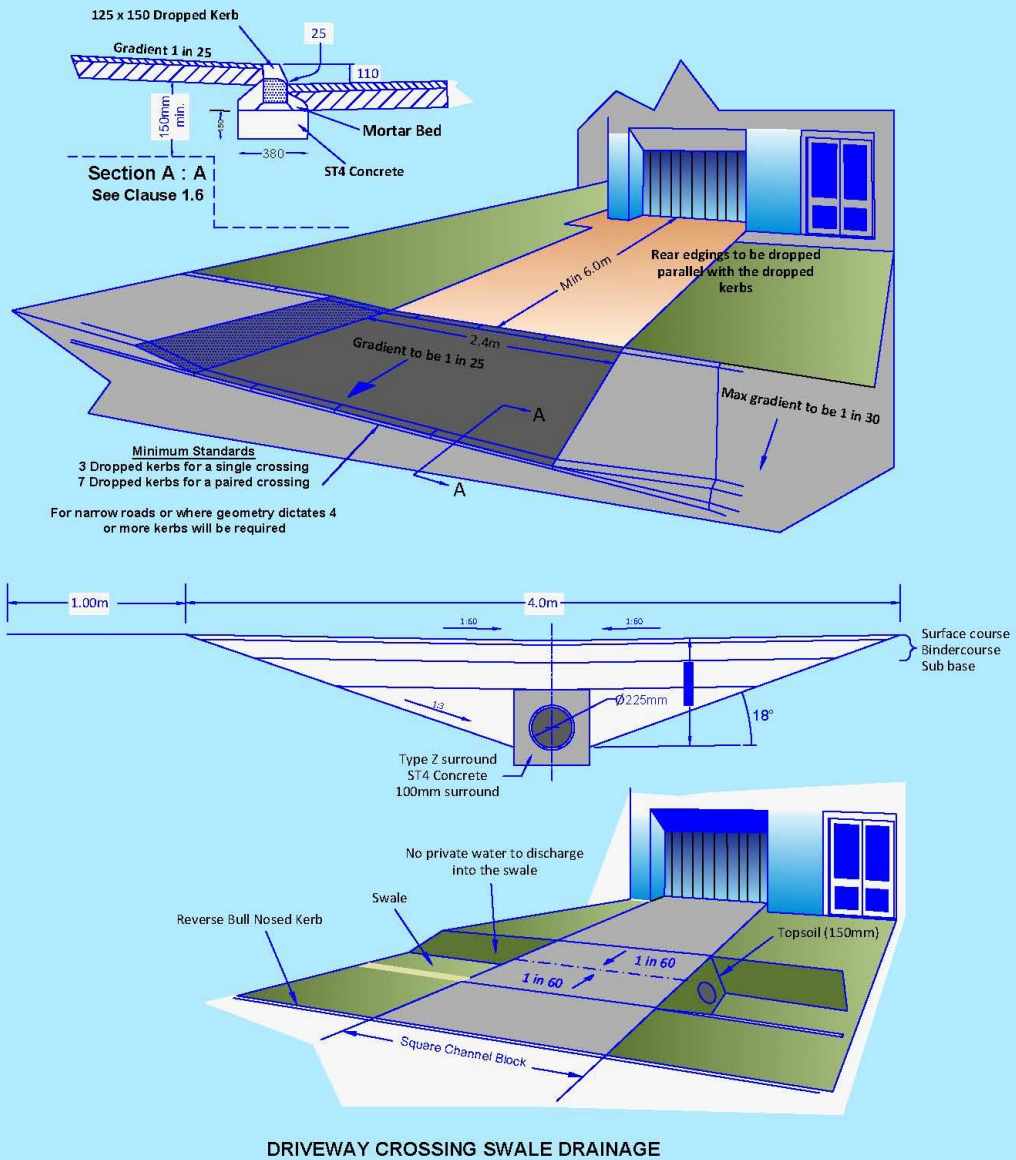 125 x 150 Dropped Kerb
Gradient 1 in 25
25
110
150mm
min.
150
Mortar Bed
380
ST4 Concrete
Section A : A
See Clause 1.6
Min 6.0m
Rear edgings to be dropped
parallel with the dropped
kerbs
2.4m
Gradient to be 1 in 25
Max gradient to be 1 in 30
A
A
Minimum Standards
3 Dropped kerbs for a single crossing
7 Dropped kerbs for a paired crossing
For narrow roads or where geometry dictates 4
or more kerbs will be required
1.00m
4.0m
1:60
1:60
Surface course
Bindercourse
Sub base
1:3
Ø225mm
18°
Type Z surround
ST4 Concrete
100mm surround
No private water to discharge
into the swale
Swale
Reverse Bull Nosed Kerb
Topsoil (150mm)
1 in 60
1 in 60
Square Channel Block
DRIVEWAY CROSSING SWALE DRAINAGE